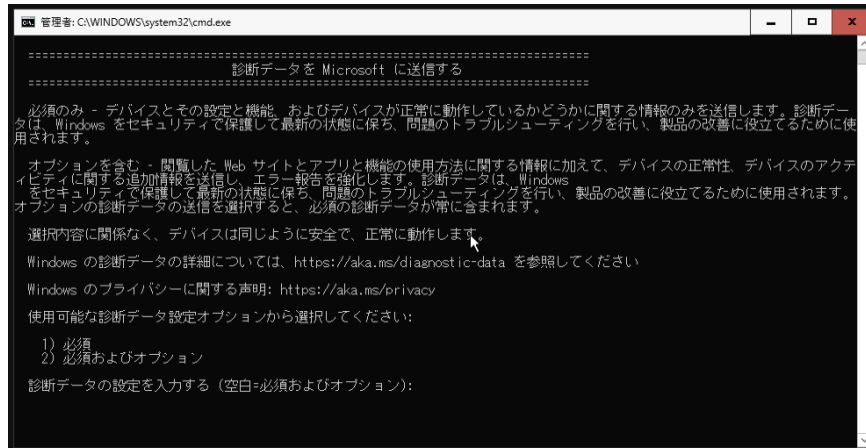 管理者: C:\WINDOWS\system32\cmd.exe
================================================================================
診断データを Microsoft に送信する
================================================================================
必須のみ - デバイスとその設定と機能、およびデバイスが正常に動作しているかどうかに関する情報のみを送信します。診断デー
タは、Windows をセキュリティで保護して最新の状態に保ち、問題のトラブルシューティングを行い、製品の改善に役立てるために使
用されます。
オプションを含む - 閲覧した Web サイトとアプリと機能の使用方法に関する情報に加えて、デバイスの正常性、デバイスのアクテ
ィビティに関する追加情報を送信し、エラー報告を強化します。診断データは、Windows
をセキュリティで保護して最新の状態に保ち、問題のトラブルシューティングを行い、製品の改善に役立てるために使用されます。
オプションの診断データの送信を選択すると、必須の診断データが常に含まれます。
選択内容に関係なく、デバイスは同じように安全で、正常に動作します。
Windows の診断データの詳細については、https://aka.ms/diagnostic-data を参照してください
Windows のプライバシーに関する声明: https://aka.ms/privacy
使用可能な診断データ設定オプションから選択してください:
1) 必須
2) 必須およびオプション
診断データの設定を入力する (空白=必須およびオプション):